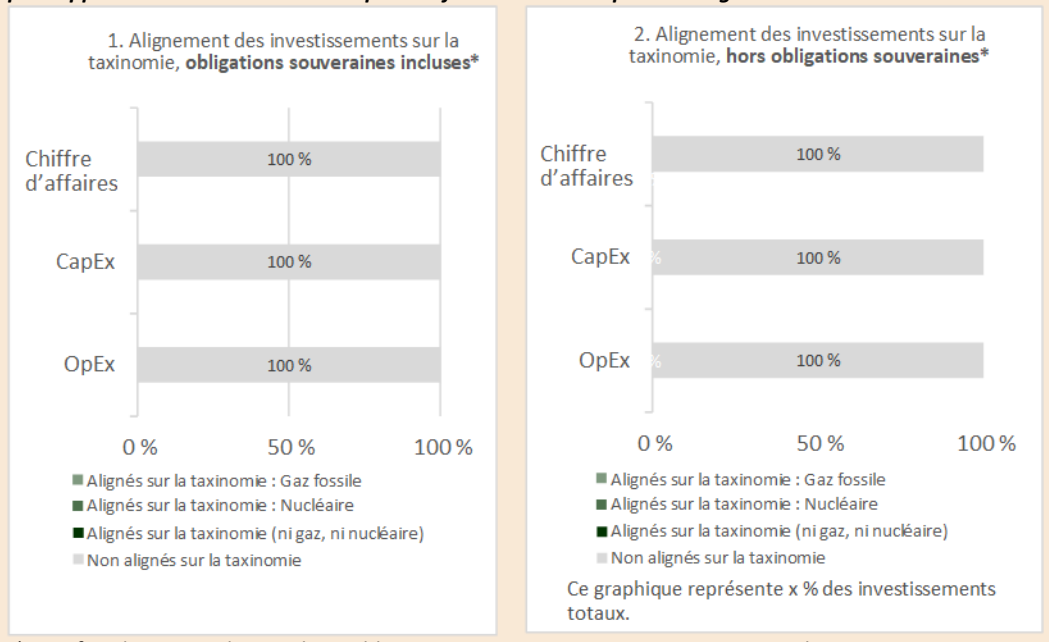 1. Alignement des investissements sur la
taxinomie, obligations souveraines incluses*
Chiffre
d'affaires
100 %
CapEx
100 %
OpEx
100 %
0 %
50 %
100 %
Alignés sur la taxinomie : Gaz fossile
Alignés sur la taxinomie : Nucléaire
Alignés sur la taxinomie (ni gaz, ni nucléaire)
Non alignés sur la taxinomie
2. Alignement des investissements sur la
taxinomie, hors obligations souveraines*
Chiffre
d'affaires
100 %
%
CapEx
%
100 %
OpEx
%
100 %
0 %
50 %
100 %
Alignés sur la taxinomie : Gaz fossile
Alignés sur la taxinomie : Nucléaire
Alignés sur la taxinomie (ni gaz, ni nucléaire)
Non alignés sur la taxinomie
Ce graphique représente x % des investissements
totaux.